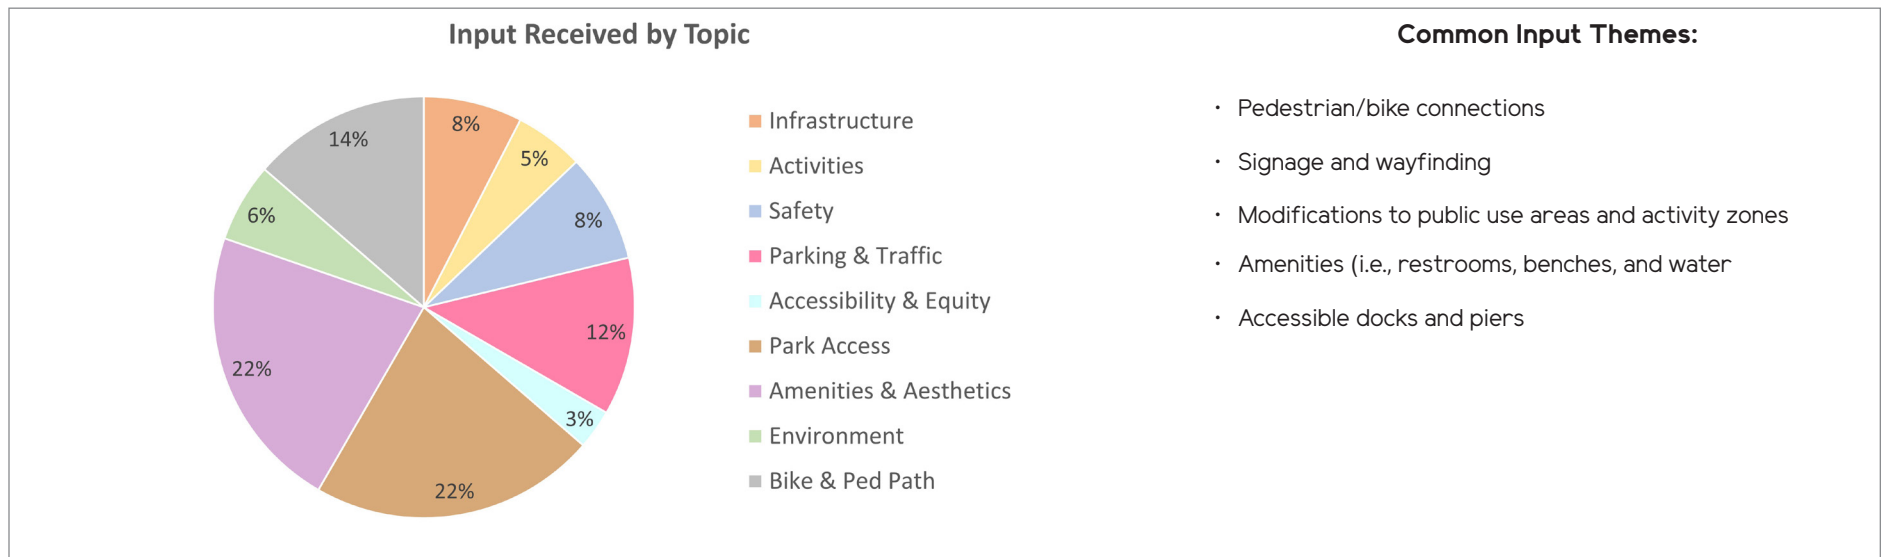 Input Received by Topic
8%
5%
8%
12%
3%
22%
22%
6%
14%
Infrastructure
Activities
Safety
Parking & Traffic
Accessibility & Equity
Park Access
Amenities & Aesthetics
Environment
Bike & Ped Path
Common Input Themes:
· Pedestrian/bike connections
· Signage and wayfinding
· Modifications to public use areas and activity zones
· Amenities (i.e., restrooms, benches, and water
· Accessible docks and piers